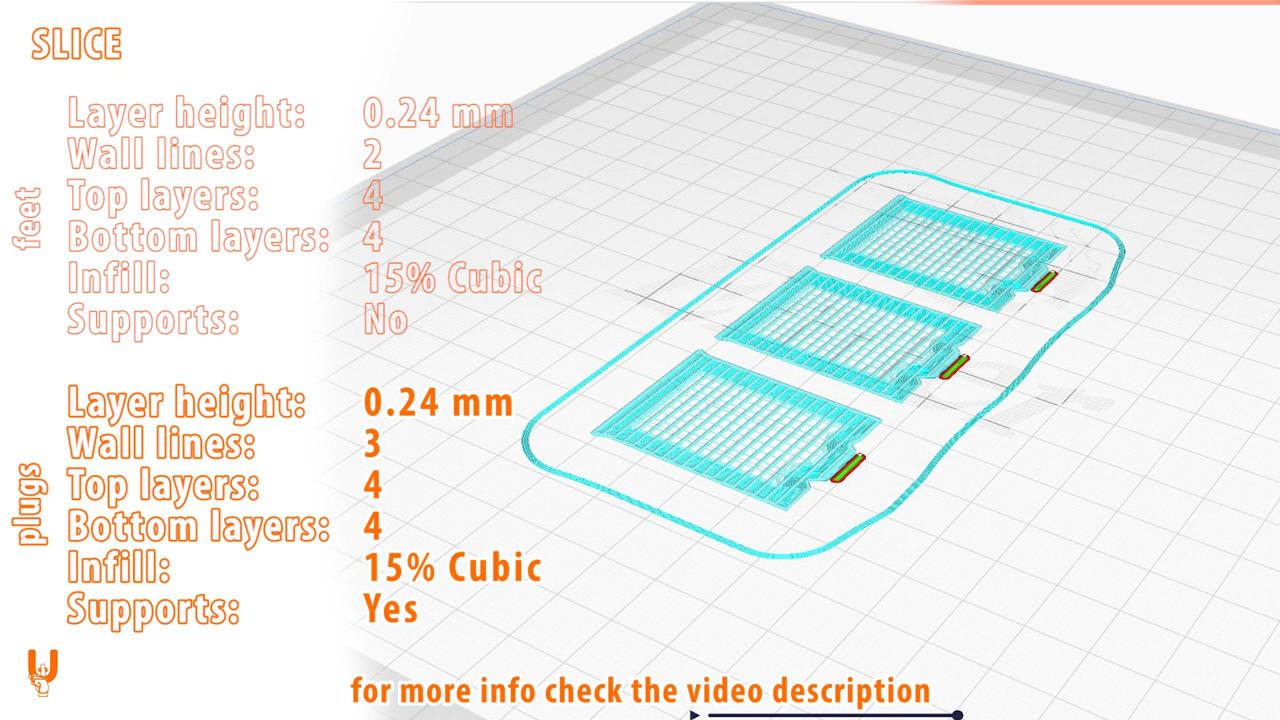 SLICE
feet
Layer height: 0.24 mm
Wall lines: 2
Top layers: 4
Bottom layers: 4
Infill: 15% Cubic
Supports: No
plugs
Layer height: 0.24 mm
Wall lines: 3
Top layers: 4
Bottom layers: 4
Infill: 15% Cubic
Supports: Yes
for more info check the video description